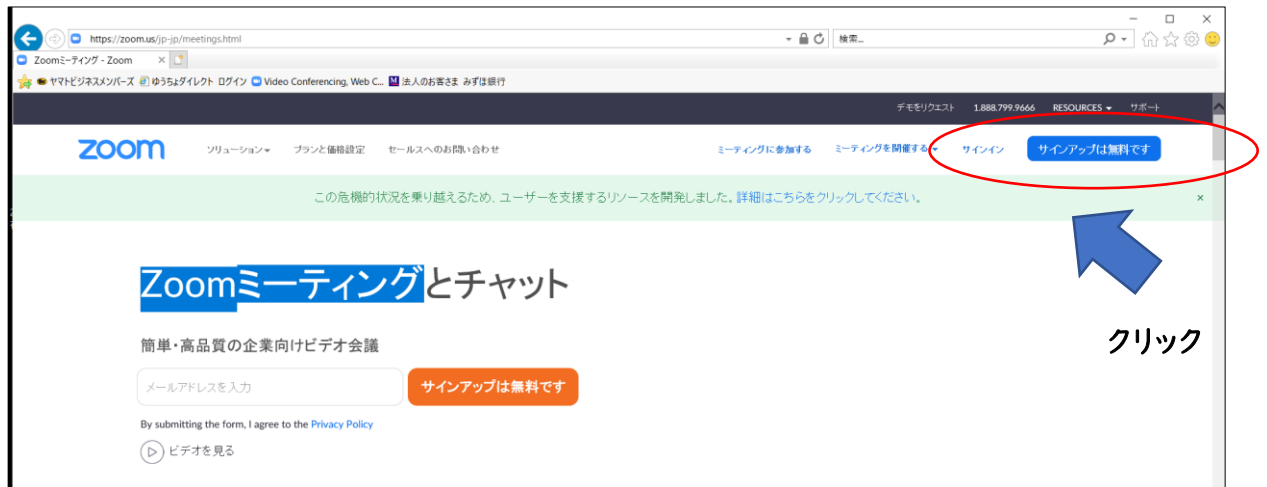 https://zoom.us/jp-jp/meetings.html
検索...
Zoomミーティング - Zoom
ヤマトビジネスメンバーズ ゆうちょダイレクト ログイン Video Conferencing, Web C... 法人のお客さま みずほ銀行
デモをリクエスト 1.888.799.9666 RESOURCES サポート
zoom ソリューション プランと価格設定 セールスへのお問い合わせ ミーティングに参加する ミーティングを開催する サインイン サインアップは無料です
この危機的状況を乗り越えるため、ユーザーを支援するリソースを開発しました。詳細はこちらをクリックしてください。
Zoomミーティングとチャット
クリック
簡単・高品質の企業向けビデオ会議
メールアドレスを入力 サインアップは無料です
By submitting the form, I agree to the Privacy Policy
ビデオを見る